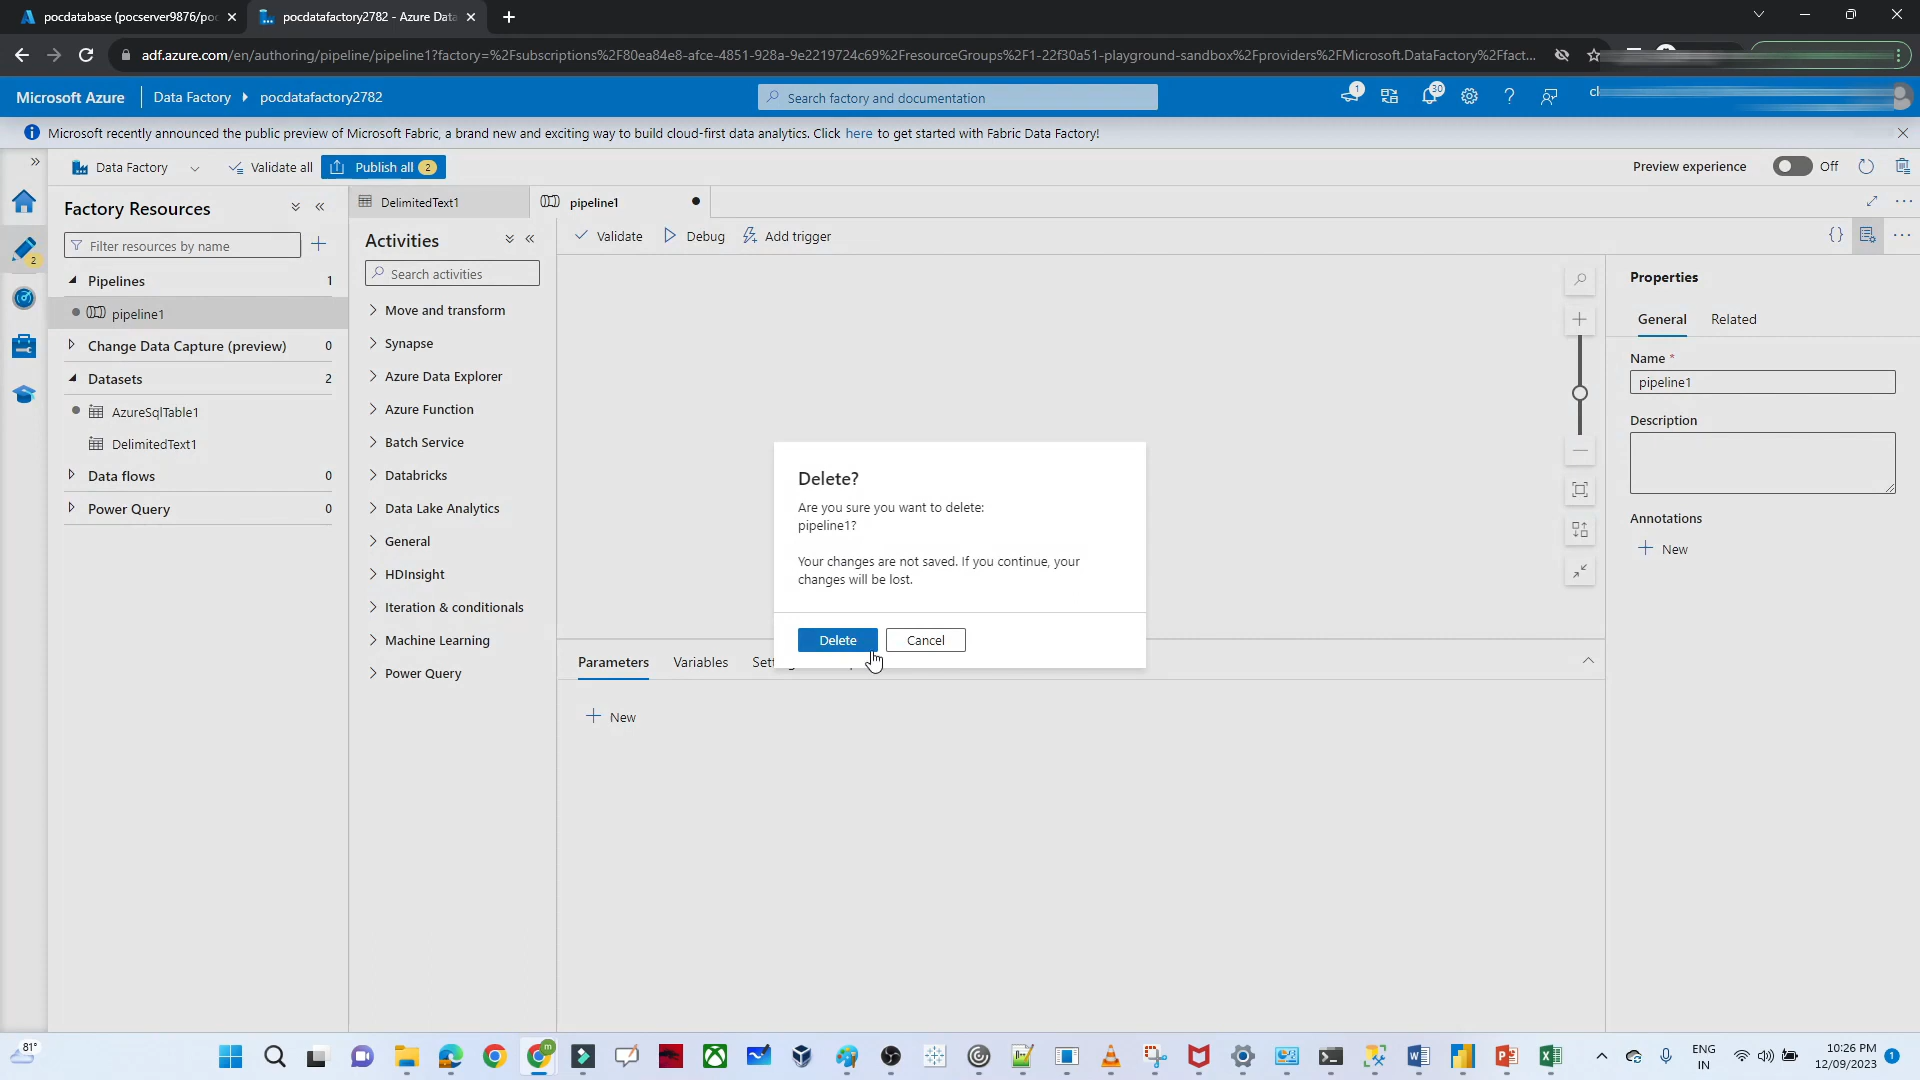 pocdatabase (pocserver9876/poc
pocdatafactory2782 - Azure Data
adf.azure.com/en/authoring/pipeline/pipeline1?factory=%2Fsubscriptions%2F80ea84e8-afce-4851-928a-9e2219724c69%2FresourceGroups%2F1-22f30a51-playground-sandbox%2Fproviders%2FMicrosoft.DataFactory%2Ffact...
Microsoft Azure
Data Factory
pocdatafactory2782
Search factory and documentation
1
30
cl
Microsoft recently announced the public preview of Microsoft Fabric, a brand new and exciting way to build cloud-first data analytics. Click here to get started with Fabric Data Factory!
Data Factory
Validate all
Publish all 2
Preview experience
Off
Factory Resources
DelimitedText1
pipeline1
2
Filter resources by name
Pipelines 1
pipeline1
Change Data Capture (preview) 0
Datasets 2
AzureSqlTable1
DelimitedText1
Data flows 0
Power Query 0
Activities
Search activities
Move and transform
Synapse
Azure Data Explorer
Azure Function
Batch Service
Databricks
Data Lake Analytics
General
HDInsight
Iteration & conditionals
Machine Learning
Power Query
Validate
Debug
Add trigger
Delete?
Are you sure you want to delete:
pipeline1?
Your changes are not saved. If you continue, your
changes will be lost.
Delete
Cancel
Parameters
Variables
New
Properties
General
Related
Name *
pipeline1
Description
Annotations
New
81°
ENG
IN
10:26 PM
12/09/2023
1